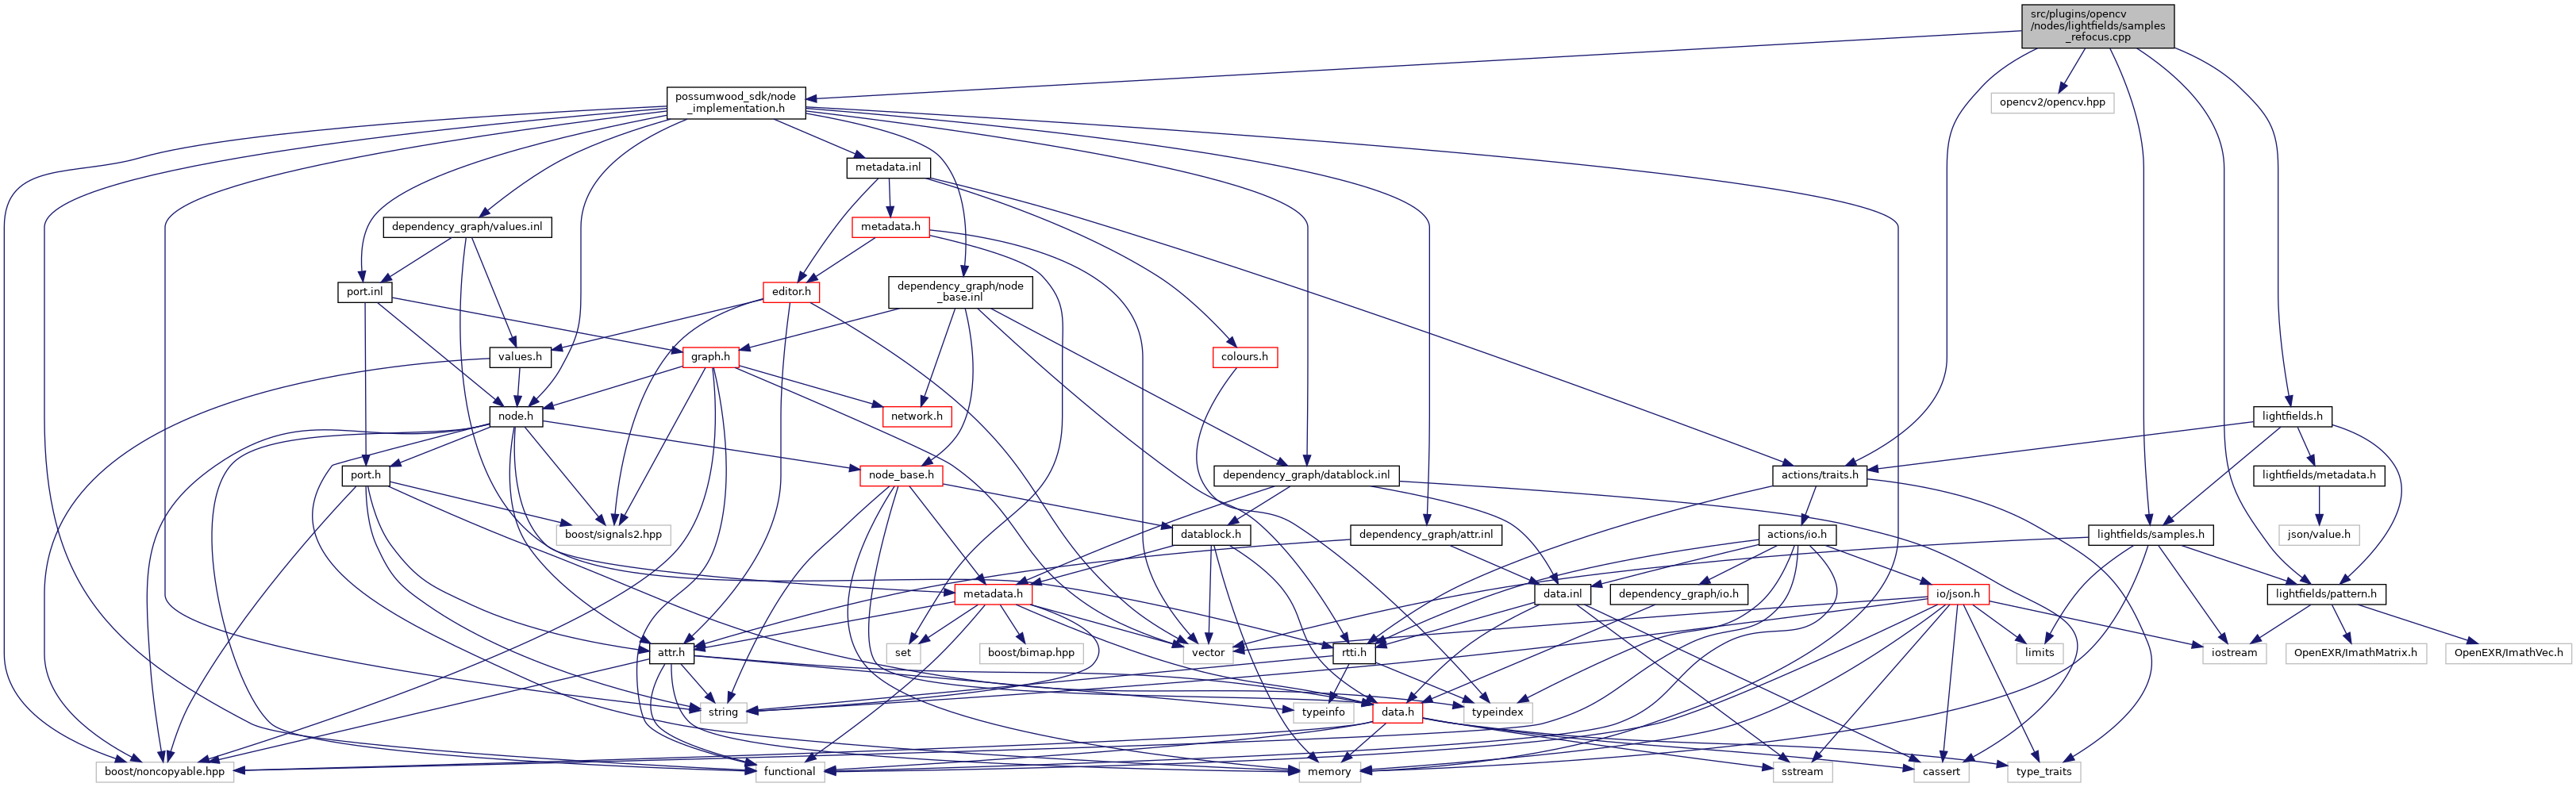 src/plugins/opencv
/nodes/lightfields/samples
_refocus.cpp
possumwood_sdk/node
_implementation.h
opencv2/opencv.hpp
metadata.inl
dependency_graph/values.inl
metadata.h
port.inl
editor.h
dependency_graph/node
_base.inl
values.h
graph.h
colours.h
node.h
network.h
lightfields.h
port.h
node_base.h
dependency_graph/datablock.inl
actions/traits.h
lightfields/metadata.h
boost/signals2.hpp
datablock.h
dependency_graph/attr.inl
actions/io.h
lightfields/samples.h
json/value.h
metadata.h
data.inl
dependency_graph/io.h
io/json.h
lightfields/pattern.h
attr.h
set
boost/bimap.hpp
vector
rtti.h
limits
iostream
OpenEXR/ImathMatrix.h
OpenEXR/ImathVec.h
string
typeinfo
data.h
typeindex
boost/noncopyable.hpp
functional
memory
sstream
cassert
type_traits